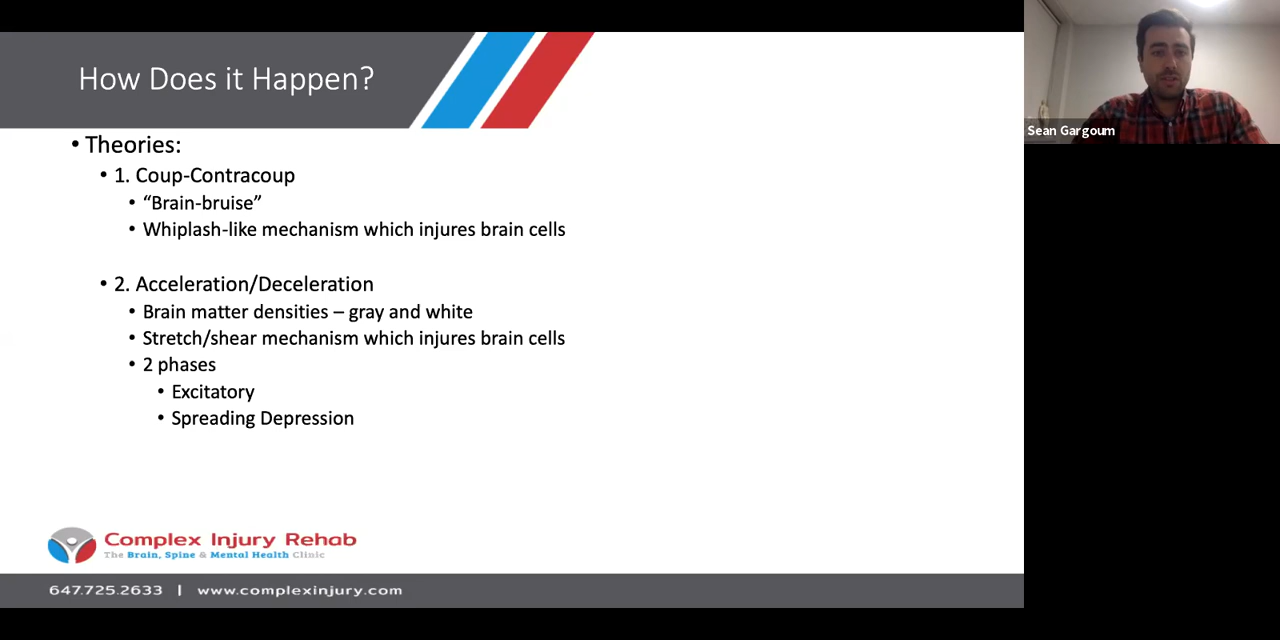 How Does it Happen?
• Theories:
• 1. Coup-Contracoup
• “Brain-bruise”
• Whiplash-like mechanism which injures brain cells
• 2. Acceleration/Deceleration
• Brain matter densities – gray and white
• Stretch/shear mechanism which injures brain cells
• 2 phases
• Excitatory
• Spreading Depression
Complex Injury Rehab
The Brain, Spine & Mental Health Clinic
647.725.2633 | www.complexinjury.com
Sean Gargoum